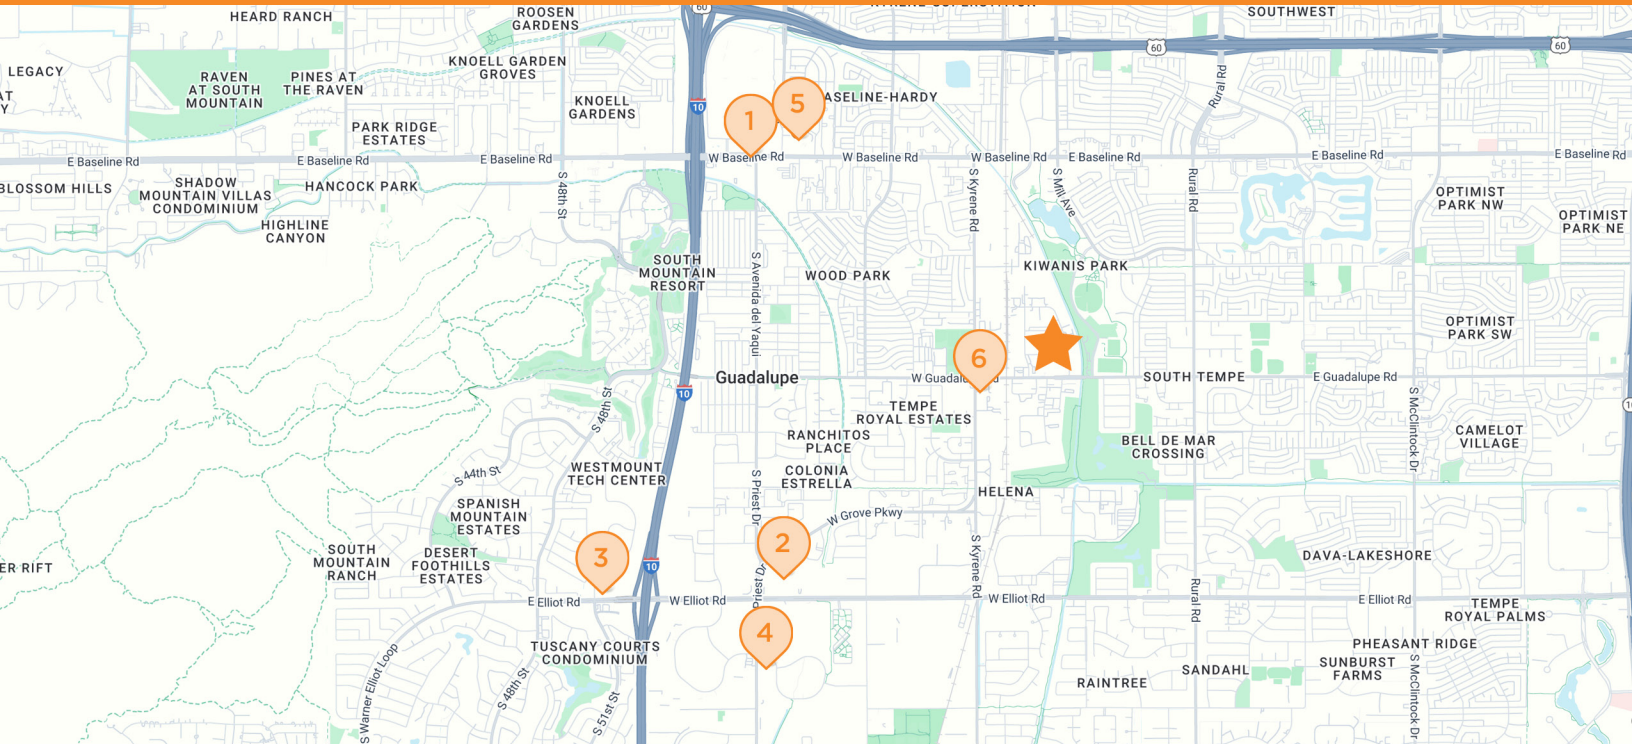 60
HEARD RANCH
ROOSEN
GARDENS
SOUTHWEST
60
60
LEGACY
RAVEN
AT SOUTH
MOUNTAIN
PINES AT
THE RAVEN
KNOELL GARDEN
GROVES
KNOELL
GARDENS
10
1
5
ASELINE-HARDY
Rural Rd
AT
Y
PARK RIDGE
ESTATES
E Baseline Rd
E Baseline Rd
E Baseline Rd
W Baseline Rd
W Baseline Rd
W Baseline Rd
E Baseline Rd
E Baseline Rd
E Baseline Rd
BLOSSOM HILLS
SHADOW
MOUNTAIN VILLAS
CONDOMINIUM
HANCOCK PARK
S 48th St
S Kyrene Rd
S Mill Ave
Rural Rd
OPTIMIST
PARK NW
OPTIMIST
PARK NE
HIGHLINE
CANYON
SOUTH
MOUNTAIN
RESORT
S Avenida del Yaqui
WOOD PARK
KIWANIS PARK
OPTIMIST
PARK SW
6
10
Guadalupe
W Guadal
SOUTH TEMPE
E Guadalupe Rd
S 48th St
TEMPE
ROYAL ESTATES
S McClintock Dr
RANCHITOS
PLACE
BELL DE MAR
CROSSING
CAMELOT
VILLAGE
S 44th St
WESTMOUNT
TECH CENTER
COLONIA
ESTRELLA
S Priest Dr
HELENA
SPANISH
MOUNTAIN
ESTATES
W Grove Pkwy
SOUTH
MOUNTAIN
RANCH
DESERT
FOOTHILLS
ESTATES
3
10
2
S Kyrene Rd
DAVA-LAKESHORE
ER RIFT
Priest Dr
Rural Rd
E Elliot Rd
W Elliot Rd
W Elliot Rd
E Elliot Rd
TEMPE
ROYAL PALMS
4
TUSCANY COURTS
CONDOMINIUM
PHEASANT RIDGE
S Warner Elliot Loop
S 48th St
S 51st St
RAINTREE
SANDAHL
SUNBURST
FARMS
S McClintock Dr